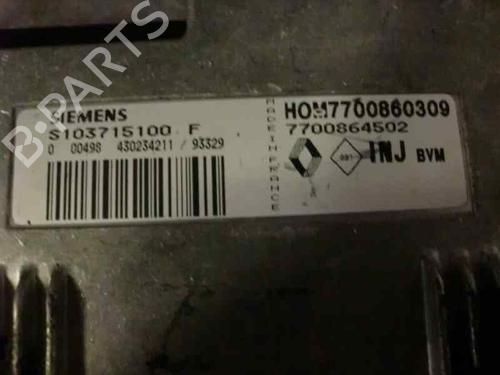 SIEMENS
S103715100 F
0 00498 430234211 / 93329
MADE IN FRANCE
HOM7700860309
7700864502
INJ BVM
B-PARTS